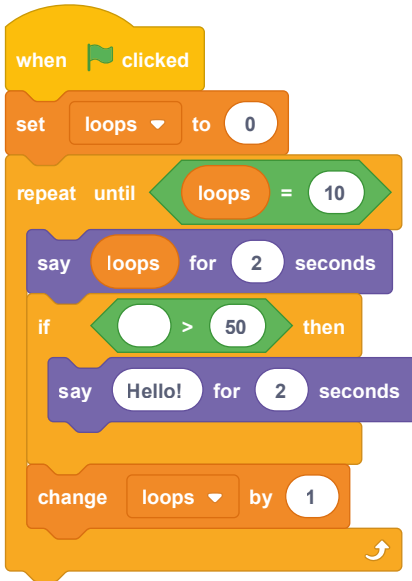 when clicked
set loops to 0
repeat until loops = 10
say loops for 2 seconds
if > 50 then
say Hello! for 2 seconds
change loops by 1